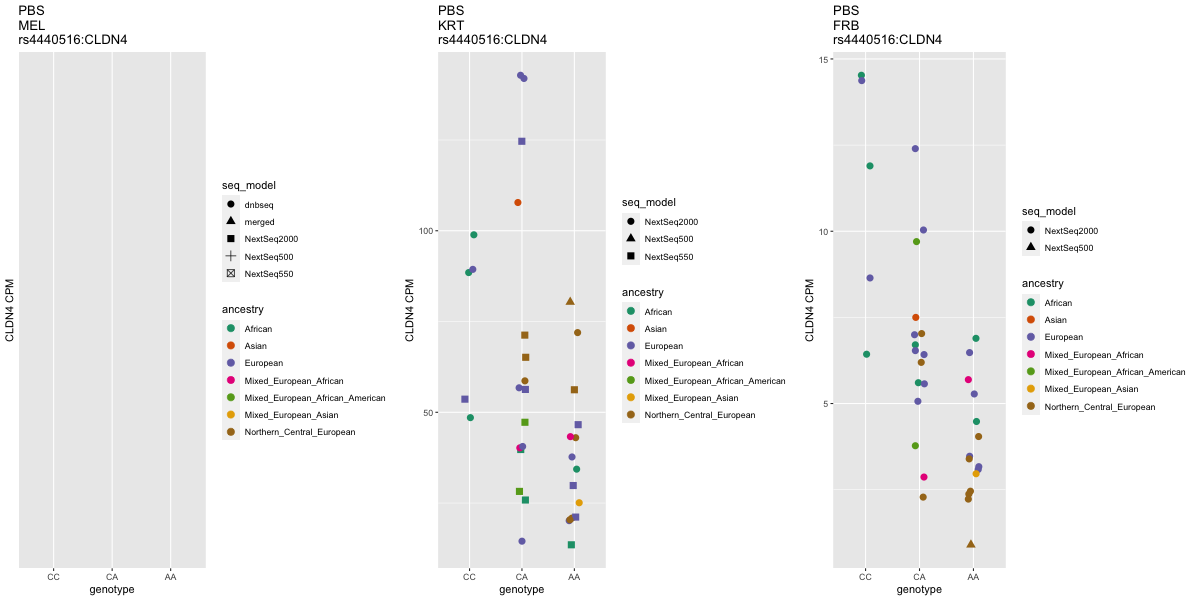 PBS
MEL
rs4440516:CLDN4
CLDN4 CPM
CC
CA
AA
genotype
seq_model
dnbseq
merged
NextSeq2000
NextSeq500
NextSeq550
ancestry
African
Asian
European
Mixed_European_African
Mixed_European_African_American
Mixed_European_Asian
Northern_Central_European
PBS
KRT
rs4440516:CLDN4
CLDN4 CPM
100
50
CC
CA
AA
genotype
seq_model
NextSeq2000
NextSeq500
NextSeq550
ancestry
African
Asian
European
Mixed_European_African
Mixed_European_African_American
Mixed_European_Asian
Northern_Central_European
PBS
FRB
rs4440516:CLDN4
CLDN4 CPM
15
10
5
CC
CA
AA
genotype
seq_model
NextSeq2000
NextSeq500
ancestry
African
Asian
European
Mixed_European_African
Mixed_European_African_American
Mixed_European_Asian
Northern_Central_European